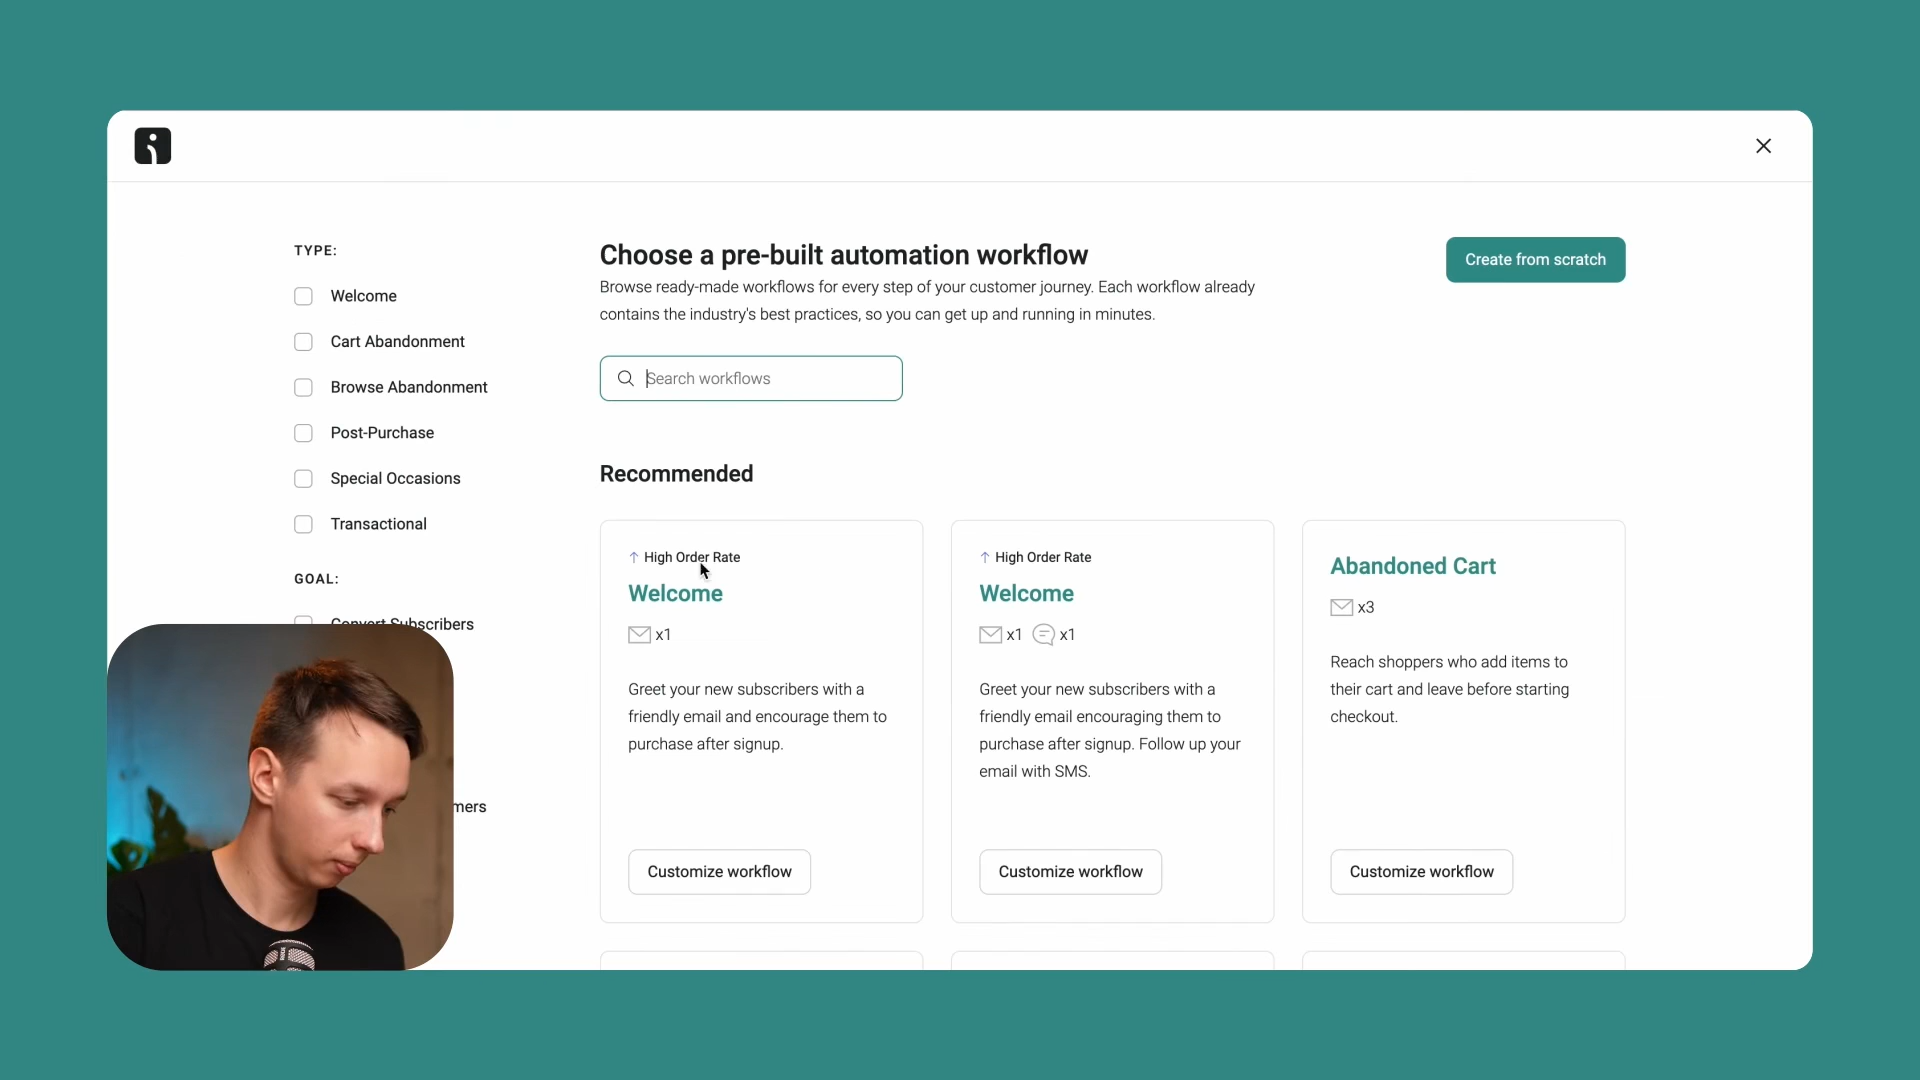 TYPE:
Welcome
Cart Abandonment
Browse Abandonment
Post-Purchase
Special Occasions
Transactional
GOAL:
Convert Subscribers
mers
Choose a pre-built automation workflow
Browse ready-made workflows for every step of your customer journey. Each workflow already
contains the industry's best practices, so you can get up and running in minutes.
Create from scratch
Search workflows
Recommended
↑ High Order Rate
Welcome
x1
Greet your new subscribers with a
friendly email and encourage them to
purchase after signup.
Customize workflow
↑ High Order Rate
Welcome
x1 x1
Greet your new subscribers with a
friendly email encouraging them to
purchase after signup. Follow up your
email with SMS.
Customize workflow
Abandoned Cart
x3
Reach shoppers who add items to
their cart and leave before starting
checkout.
Customize workflow